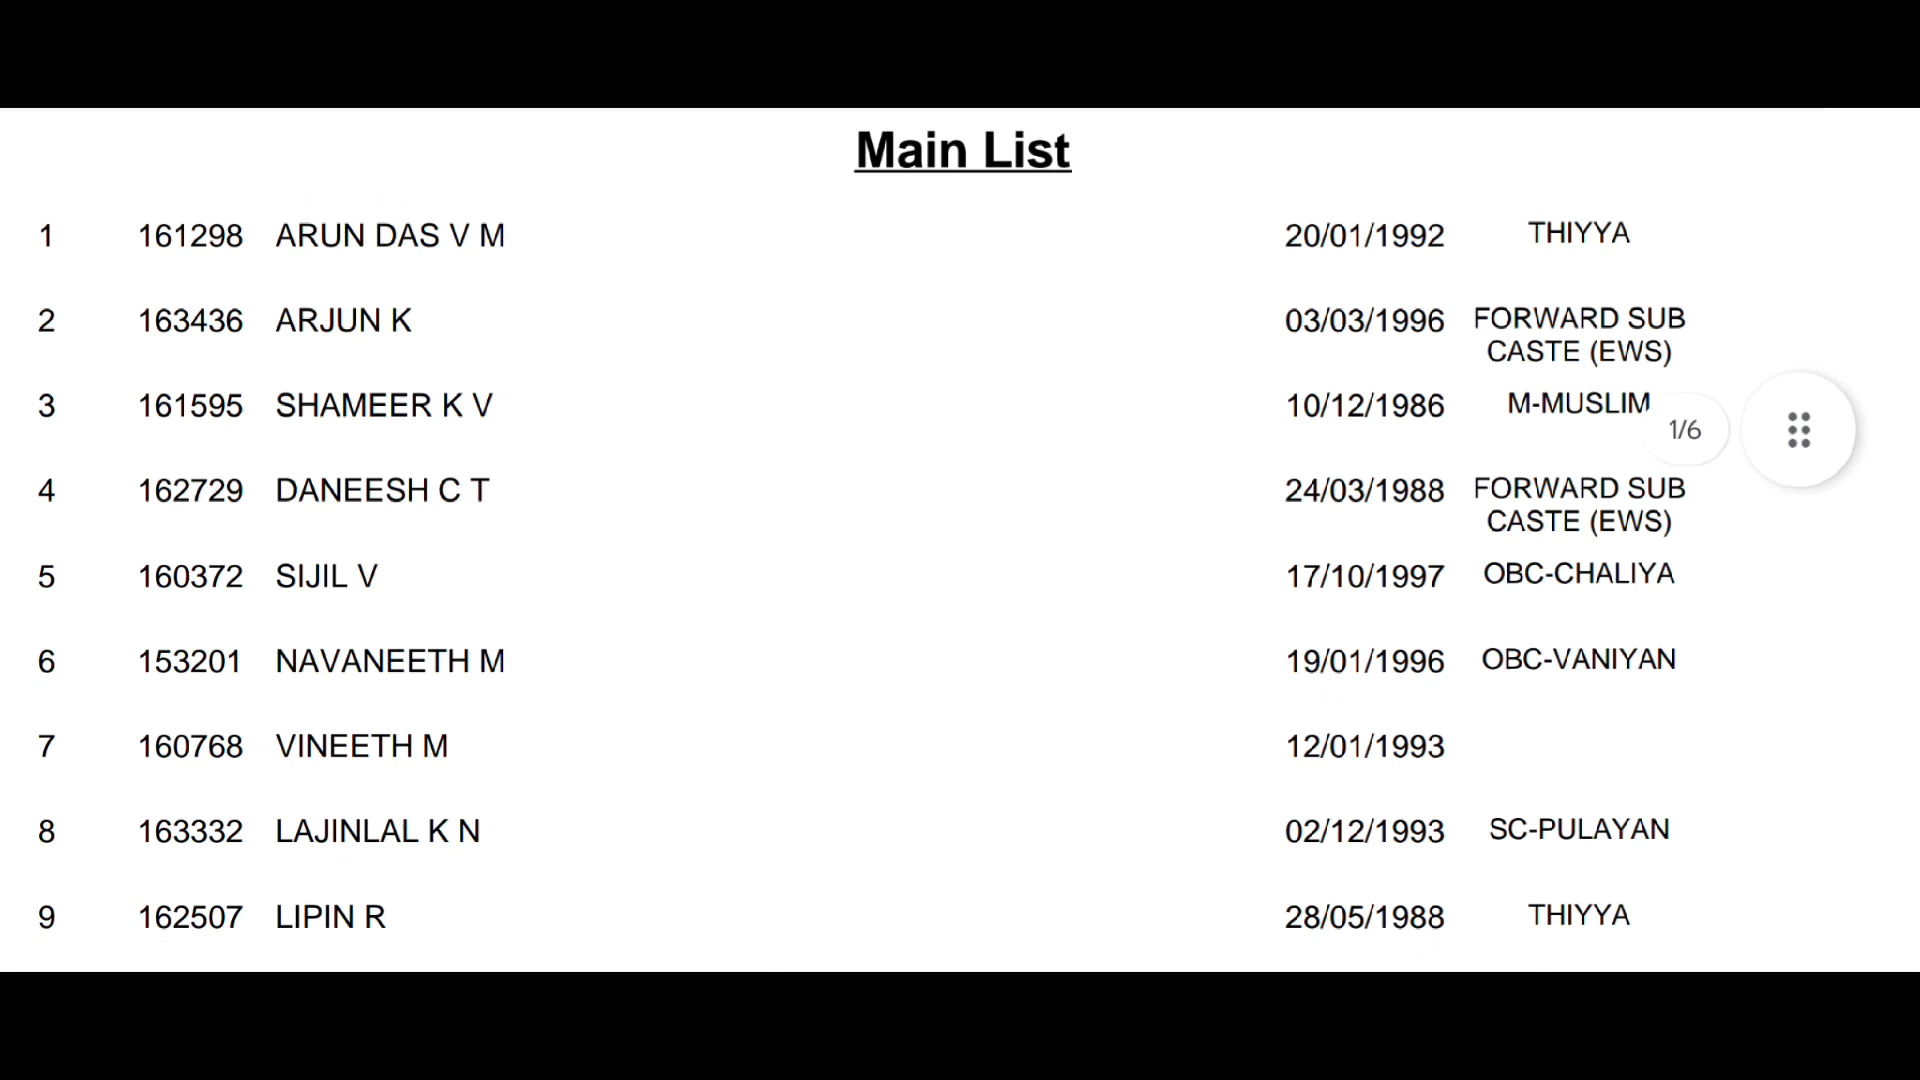 Main List
1 161298 ARUN DAS V M 20/01/1992 THIYYA
2 163436 ARJUN K 03/03/1996 FORWARD SUB
CASTE (EWS)
3 161595 SHAMEER K V 10/12/1986 M-MUSLIM
1/6
4 162729 DANEESH C T 24/03/1988 FORWARD SUB
CASTE (EWS)
5 160372 SIJIL V 17/10/1997 OBC-CHALIYA
6 153201 NAVANEETH M 19/01/1996 OBC-VANIYAN
7 160768 VINEETH M 12/01/1993
8 163332 LAJINLAL K N 02/12/1993 SC-PULAYAN
9 162507 LIPIN R 28/05/1988 THIYYA